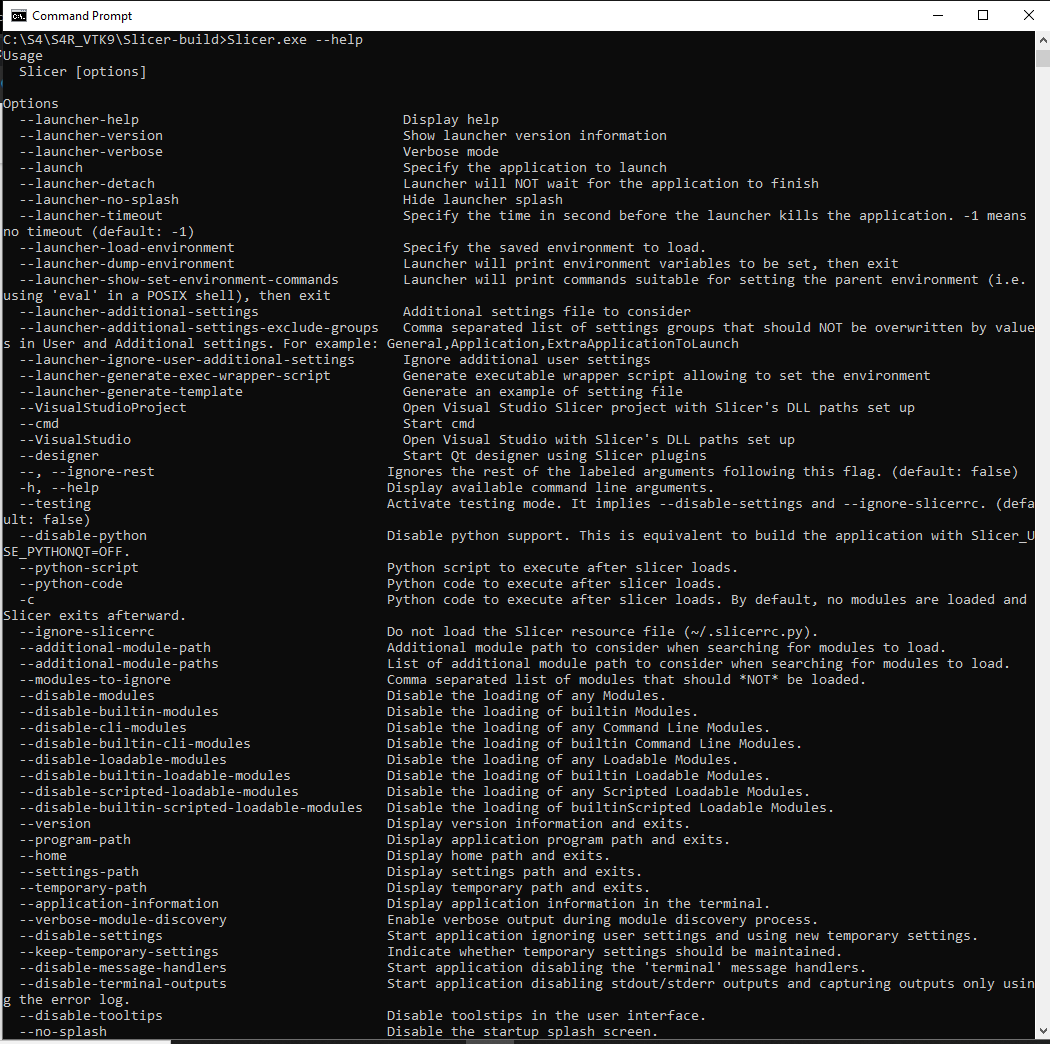 Command Prompt
C:\S4\S4R_VTK9\Slicer-build>Slicer.exe --help
Usage
  Slicer [options]

Options
  --launcher-help                                 Display help
  --launcher-version                              Show launcher version information
  --launcher-verbose                              Verbose mode
  --launch                                        Specify the application to launch
  --launcher-detach                               Launcher will NOT wait for the application to finish
  --launcher-no-splash                            Hide launcher splash
  --launcher-timeout                              Specify the time in second before the launcher kills the application. -1 means
no timeout (default: -1)
  --launcher-load-environment                     Specify the saved environment to load.
  --launcher-dump-environment                     Launcher will print environment variables to be set, then exit
  --launcher-show-set-environment-commands        Launcher will print commands suitable for setting the parent environment (i.e.
using 'eval' in a POSIX shell), then exit
  --launcher-additional-settings                  Additional settings file to consider
  --launcher-additional-settings-exclude-groups   Comma separated list of settings groups that should NOT be overwritten by value
s in User and Additional settings. For example: General,Application,ExtraApplicationToLaunch
  --launcher-ignore-user-additional-settings      Ignore additional user settings
  --launcher-generate-exec-wrapper-script         Generate executable wrapper script allowing to set the environment
  --launcher-generate-template                    Generate an example of setting file
  --VisualStudioProject                           Open Visual Studio Slicer project with Slicer's DLL paths set up
  --cmd                                           Start cmd
  --VisualStudio                                  Open Visual Studio with Slicer's DLL paths set up
  --designer                                      Start Qt designer using Slicer plugins
  --, --ignore-rest                             Ignores the rest of the labeled arguments following this flag. (default: false)
  -h, --help                                    Display available command line arguments.
  --testing                                     Activate testing mode. It implies --disable-settings and --ignore-slicerrc. (defa
ult: false)
  --disable-python                              Disable python support. This is equivalent to build the application with Slicer_U
SE_PYTHONQT=OFF.
  --python-script                               Python script to execute after slicer loads.
  --python-code                                 Python code to execute after slicer loads.
  -c                                            Python code to execute after slicer loads. By default, no modules are loaded and
Slicer exits afterward.
  --ignore-slicerrc                             Do not load the Slicer resource file (~/.slicerrc.py).
  --additional-module-path                      Additional module path to consider when searching for modules to load.
  --additional-module-paths                     List of additional module path to consider when searching for modules to load.
  --modules-to-ignore                           Comma separated list of modules that should *NOT* be loaded.
  --disable-modules                             Disable the loading of any Modules.
  --disable-builtin-modules                     Disable the loading of builtin Modules.
  --disable-cli-modules                         Disable the loading of any Command Line Modules.
  --disable-builtin-cli-modules                 Disable the loading of builtin Command Line Modules.
  --disable-loadable-modules                    Disable the loading of any Loadable Modules.
  --disable-builtin-loadable-modules            Disable the loading of builtin Loadable Modules.
  --disable-scripted-loadable-modules           Disable the loading of any Scripted Loadable Modules.
  --disable-builtin-scripted-loadable-modules   Disable the loading of builtinScripted Loadable Modules.
  --version                                     Display version information and exits.
  --program-path                                Display application program path and exits.
  --home                                        Display home path and exits.
  --settings-path                               Display settings path and exits.
  --temporary-path                              Display temporary path and exits.
  --application-information                     Display application information in the terminal.
  --verbose-module-discovery                    Enable verbose output during module discovery process.
  --disable-settings                            Start application ignoring user settings and using new temporary settings.
  --keep-temporary-settings                     Indicate whether temporary settings should be maintained.
  --disable-message-handlers                    Start application disabling the 'terminal' message handlers.
  --disable-terminal-outputs                    Start application disabling stdout/stderr outputs and capturing outputs only usin
g the error log.
  --disable-tooltips                            Disable toolstips in the user interface.
  --no-splash                                   Disable the startup splash screen.